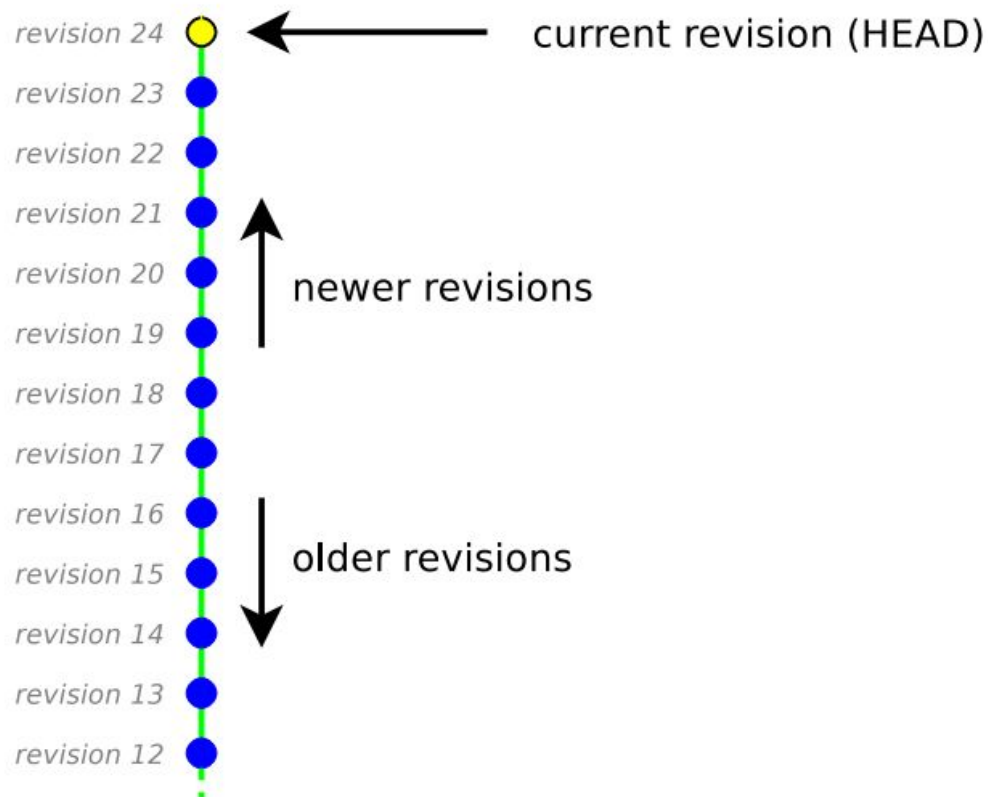 revision 24
current revision (HEAD)
revision 23
revision 22
revision 21
revision 20
newer revisions
revision 19
revision 18
revision 17
revision 16
older revisions
revision 15
revision 14
revision 13
revision 12